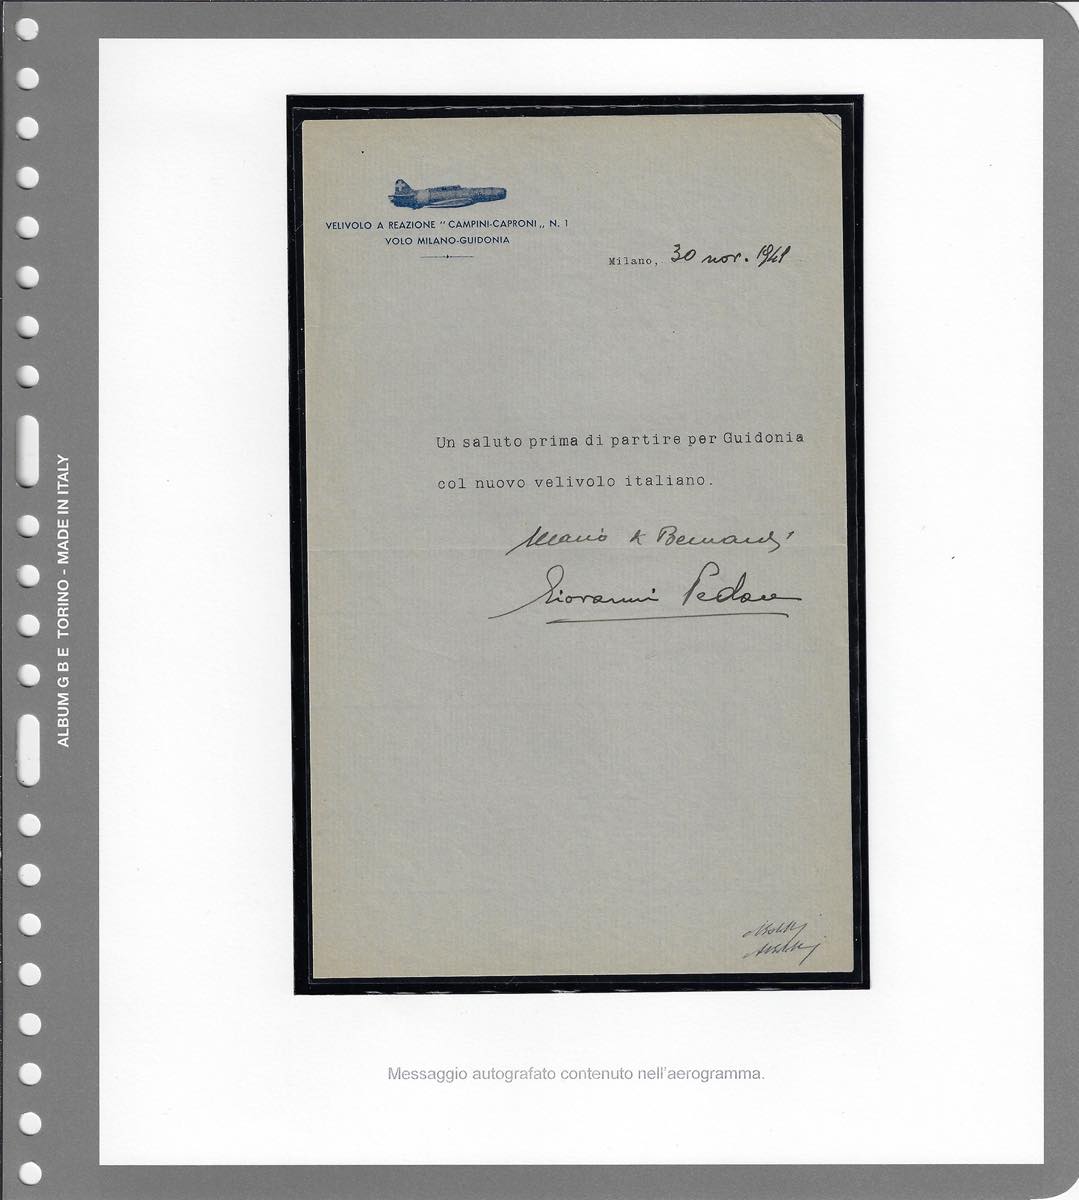 VELIVOLO A REAZIONE "CAMPINI-CAPRONI„ N. 1
VOLO MILANO-GUIDONIA
Milano, 30 nov. 1941
Un saluto prima di partire per Guidonia
col nuovo velivolo italiano.
Mario de Bernardi
Giovanni Pedace
Messaggio autografato contenuto nell'aerogramma.
ALBUM G B E TORINO - MADE IN ITALY